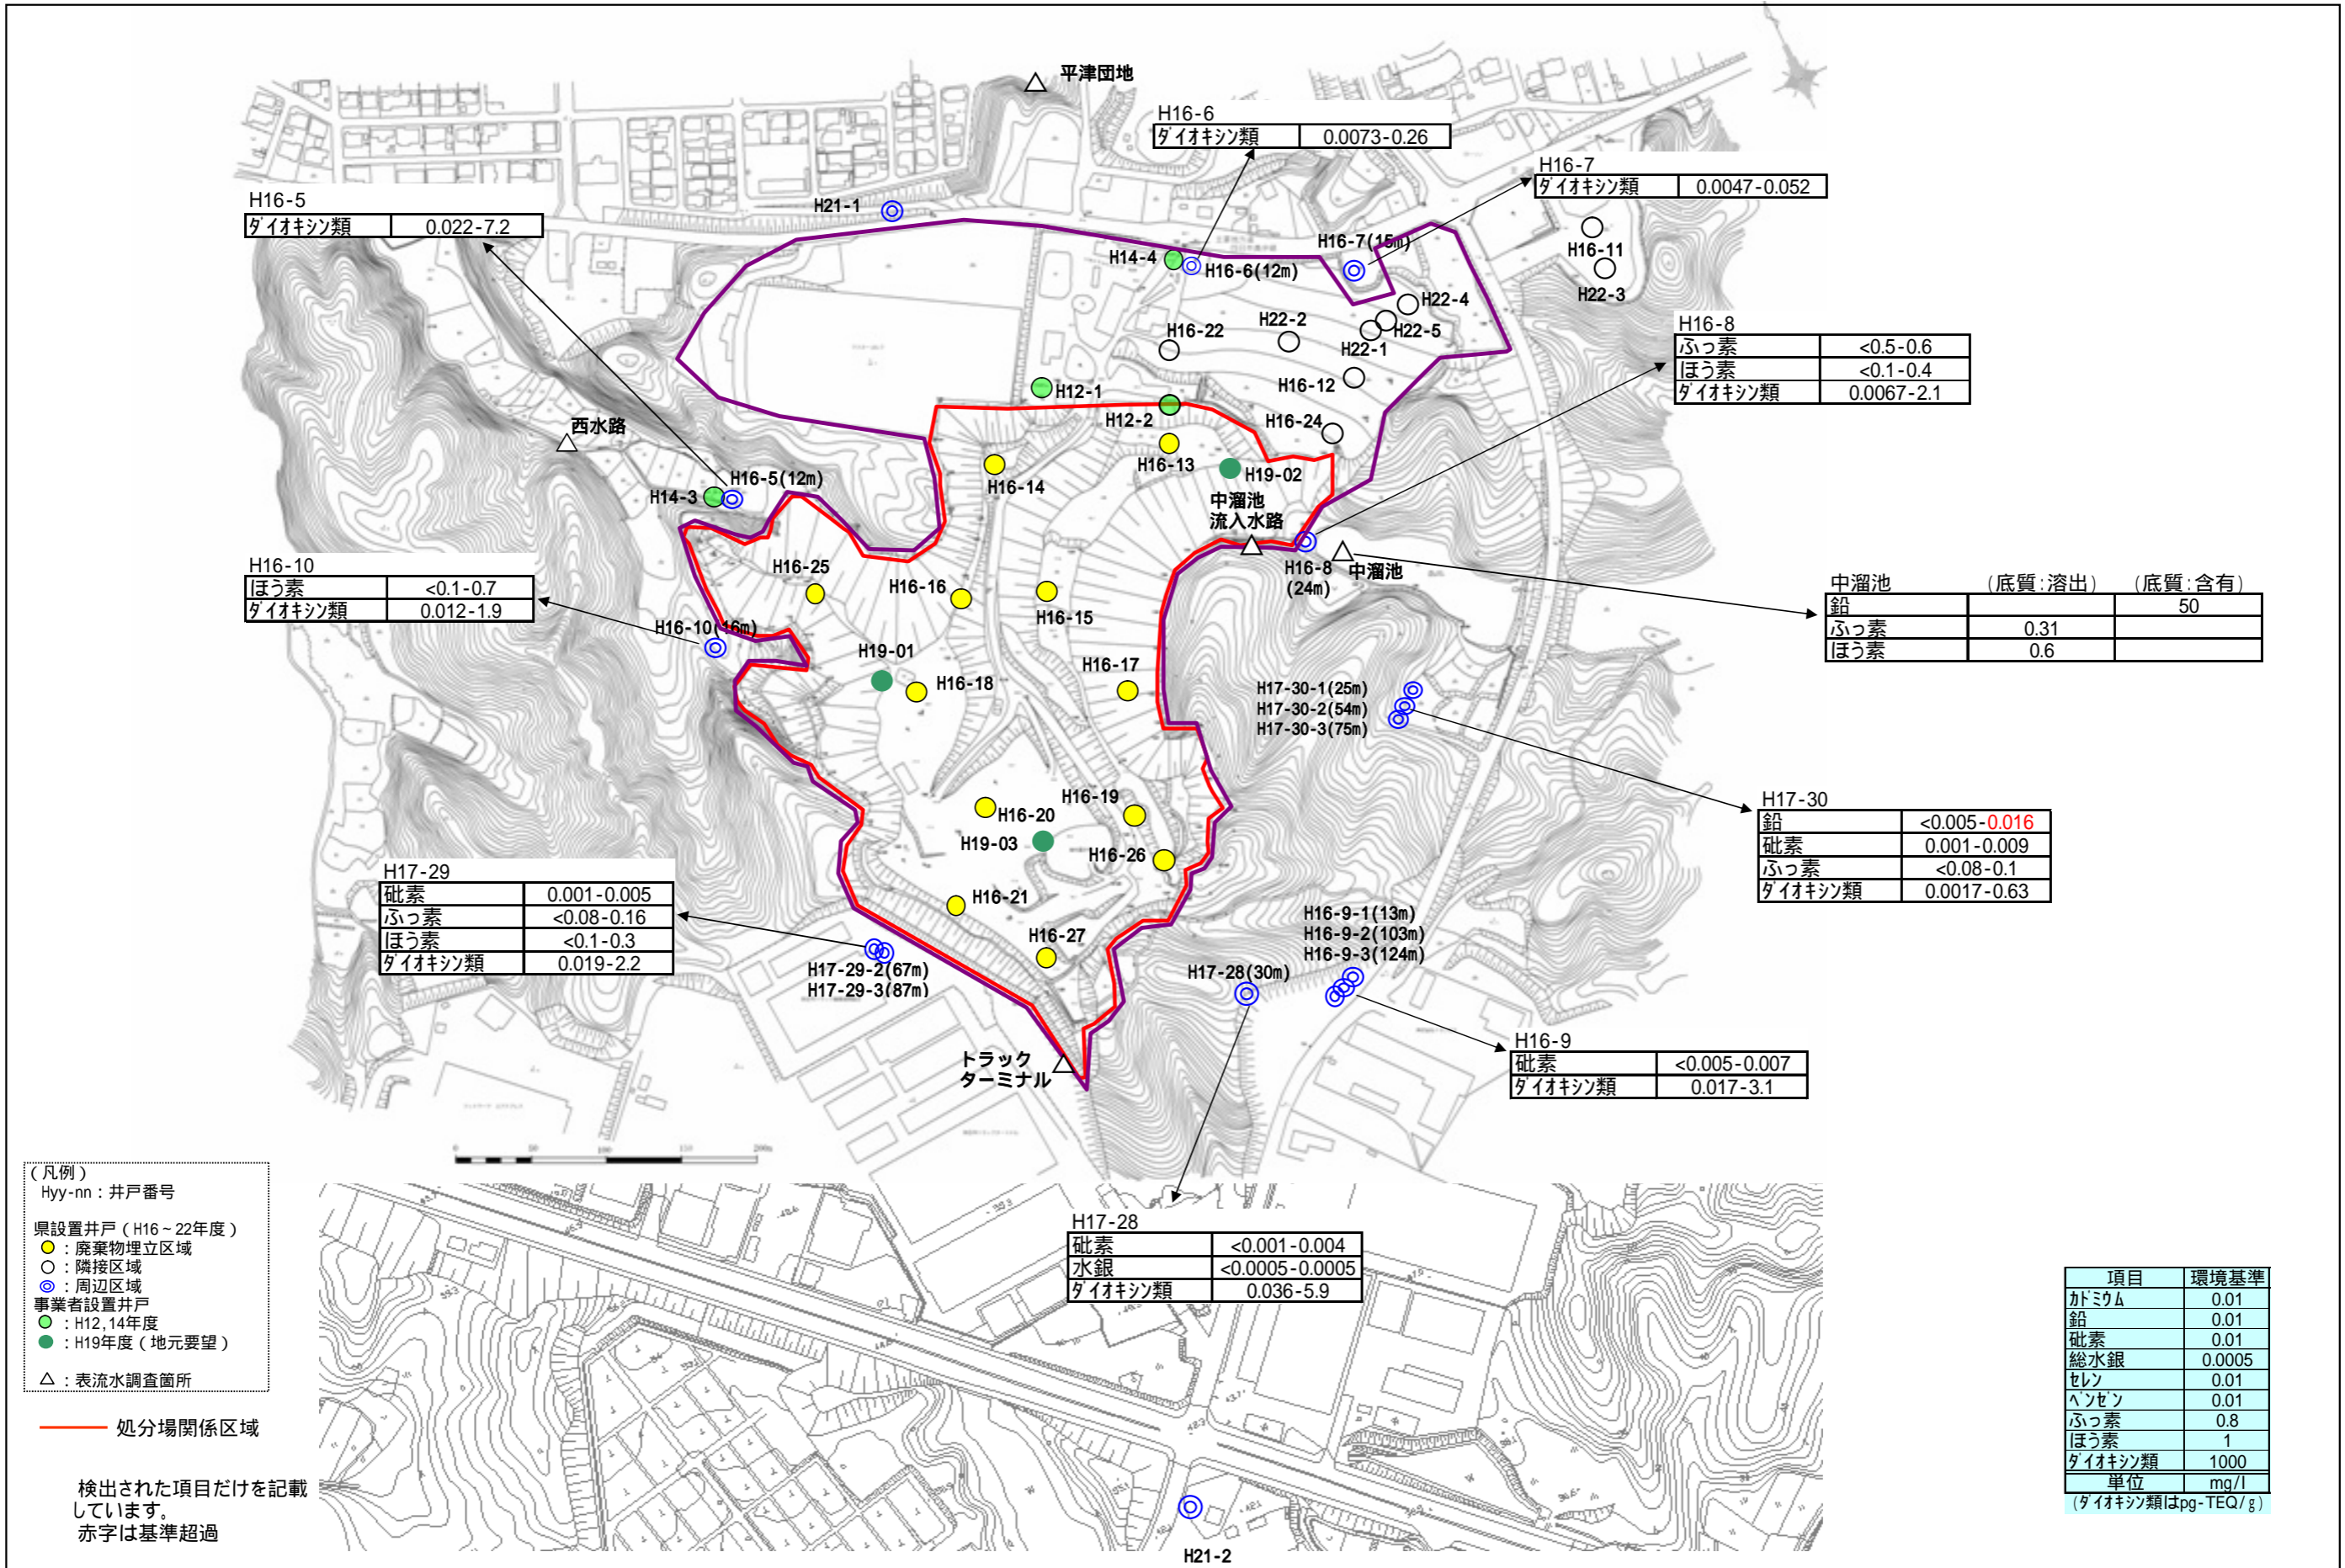 平津団地
H16-6
ダイオキシン類 0.0073-0.26
H16-7
ダイオキシン類 0.0047-0.052
H16-5
ダイオキシン類 0.022-7.2
H21-1
H14-4
H16-6(12m)
H16-7(15m)
H16-11
H22-3
H22-4
H22-5
H22-2
H22-1
H16-22
H16-12
H16-8
ふっ素 <0.5-0.6
ほう素 <0.1-0.4
ダイオキシン類 0.0067-2.1
H12-1
H12-2
H16-24
西水路
H16-13
H16-14
H19-02
H14-3
H16-5(12m)
中溜池
流入水路
H16-8
(24m)
中溜池
H16-10
ほう素 <0.1-0.7
ダイオキシン類 0.012-1.9
H16-25
H16-16
H16-15
中溜池 (底質:溶出) (底質:含有)
鉛 50
ふっ素 0.31
ほう素 0.6
H16-10(16m)
H19-01
H16-18
H16-17
H17-30-1(25m)
H17-30-2(54m)
H17-30-3(75m)
H16-20
H16-19
H19-03
H16-26
H17-30
鉛 <0.005-0.016
砒素 0.001-0.009
ふっ素 <0.08-0.1
ダイオキシン類 0.0017-0.63
H17-29
砒素 0.001-0.005
ふっ素 <0.08-0.16
ほう素 <0.1-0.3
ダイオキシン類 0.019-2.2
H16-21
H16-27
H17-29-2(67m)
H17-29-3(87m)
H16-9-1(13m)
H16-9-2(103m)
H16-9-3(124m)
H17-28(30m)
H16-9
砒素 <0.005-0.007
ダイオキシン類 0.017-3.1
トラック
ターミナル
0 50 100 150 200m
H17-28
砒素 <0.001-0.004
水銀 <0.0005-0.0005
ダイオキシン類 0.036-5.9
H21-2
(凡例)
Hyy-nn:井戸番号
県設置井戸(H16~22年度)
:廃棄物埋立区域
:隣接区域
:周辺区域
事業者設置井戸
:H12,14年度
:H19年度(地元要望)
△:表流水調査箇所
処分場関係区域
検出された項目だけを記載
しています。
赤字は基準超過
項目 環境基準
カドミウム 0.01
鉛 0.01
砒素 0.01
総水銀 0.0005
セレン 0.01
ベンゼン 0.01
ふっ素 0.8
ほう素 1
ダイオキシン類 1000
単位 mg/l
(ダイオキシン類はpg-TEQ/g)